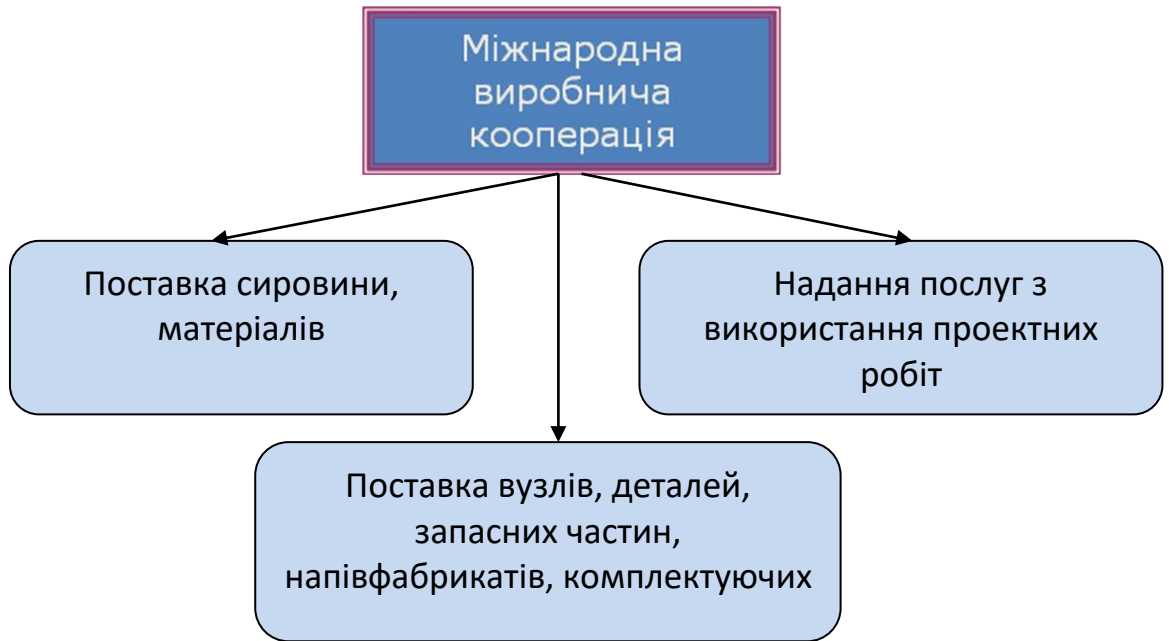 Міжнародна
виробнича
кооперація
Поставка сировини,
матеріалів
Надання послуг з
використання проектних
робіт
Поставка вузлів, деталей,
запасних частин,
напівфабрикатів, комплектуючих